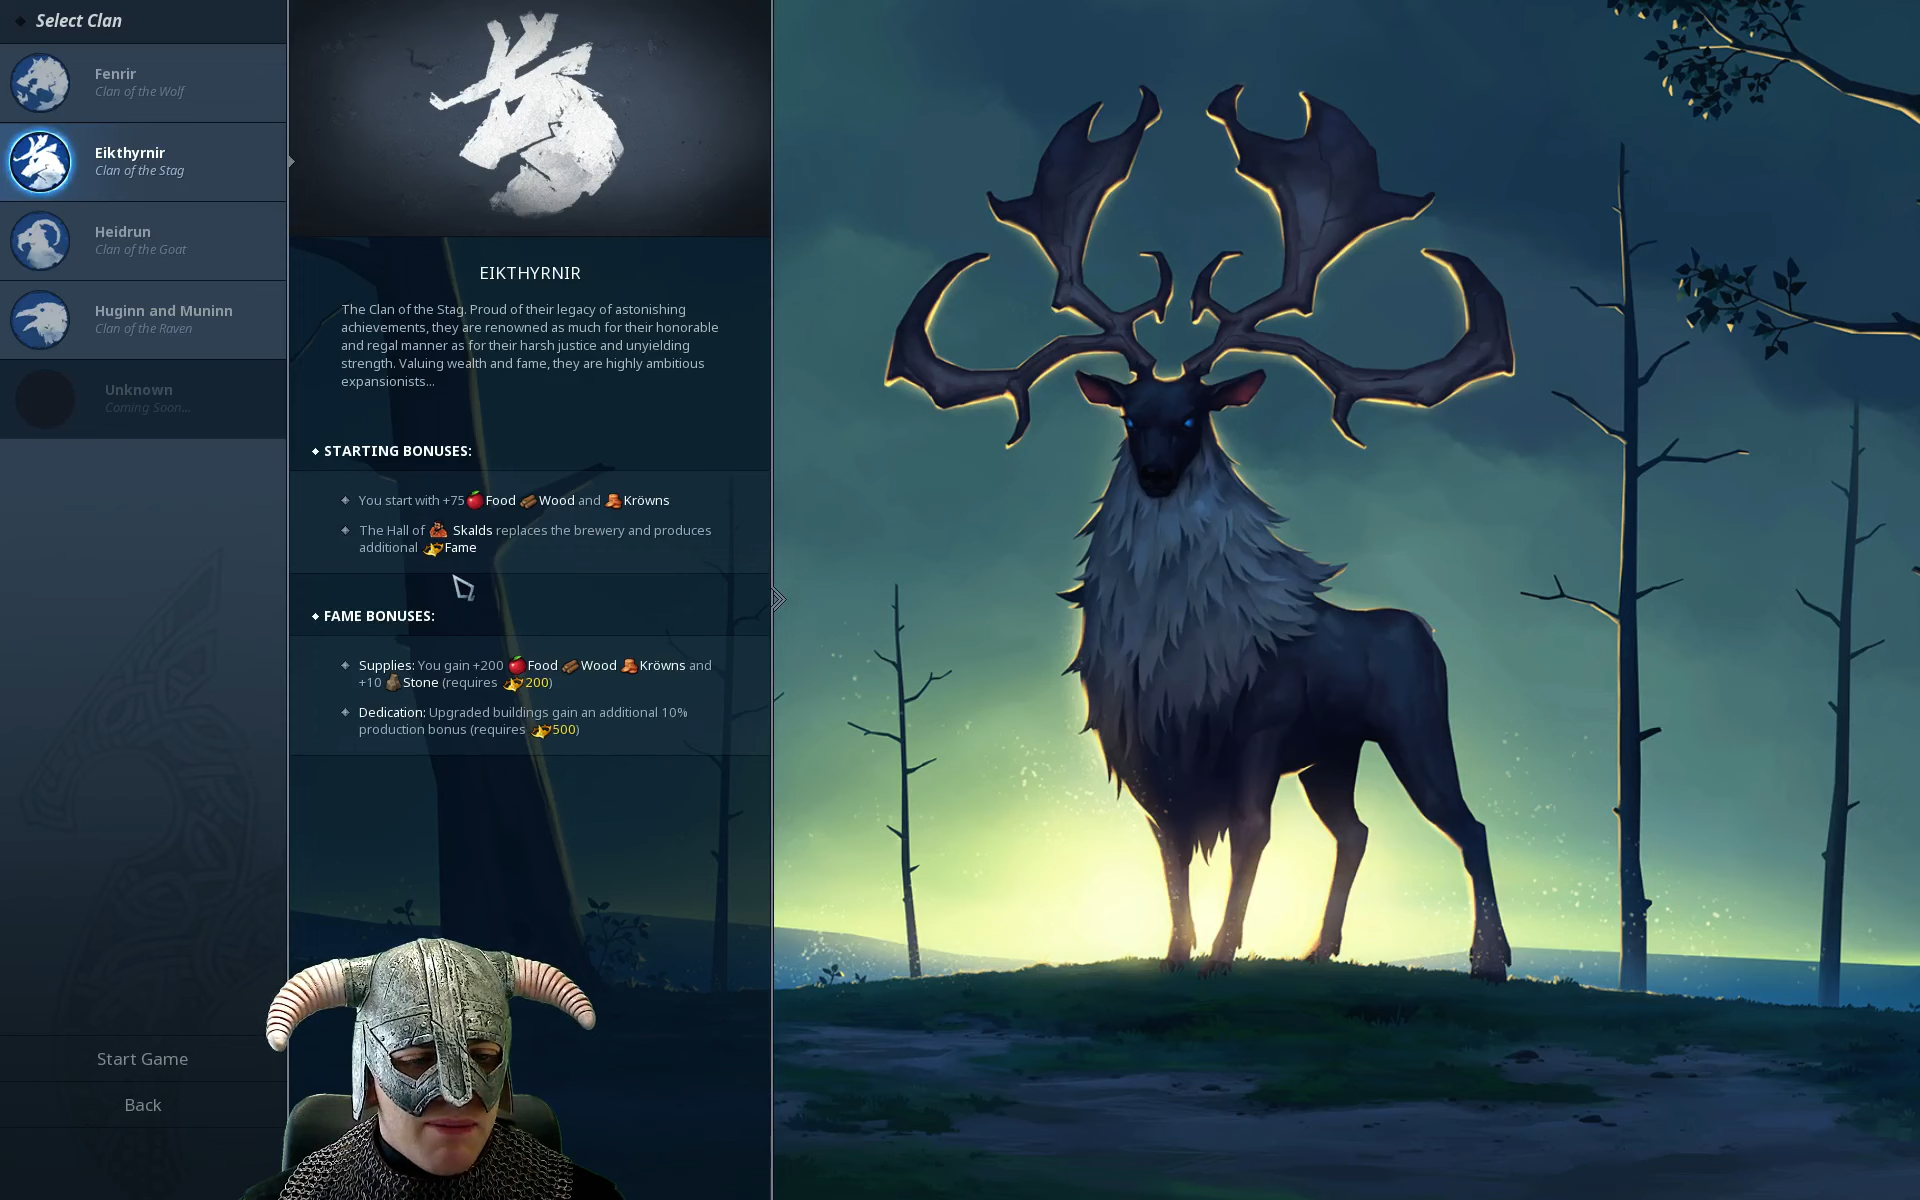 Select Clan
Fenrir
Clan of the Wolf
Eikthyrnir
Clan of the Stag
Heidrun
Clan of the Goat
Huginn and Muninn
Clan of the Raven
Unknown
Coming Soon...
Start Game
Back
EIKTHYRNIR
The Clan of the Stag. Proud of their legacy of astonishing
achievements, they are renowned as much for their honorable
and regal manner as for their harsh justice and unyielding
strength. Valuing wealth and fame, they are highly ambitious
expansionists...
STARTING BONUSES:
You start with +75 Food Wood and Kröwns
The Hall of Skalds replaces the brewery and produces
additional Fame
FAME BONUSES:
Supplies: You gain +200 Food Wood Kröwns and
+10 Stone (requires 200)
Dedication: Upgraded buildings gain an additional 10%
production bonus (requires 500)